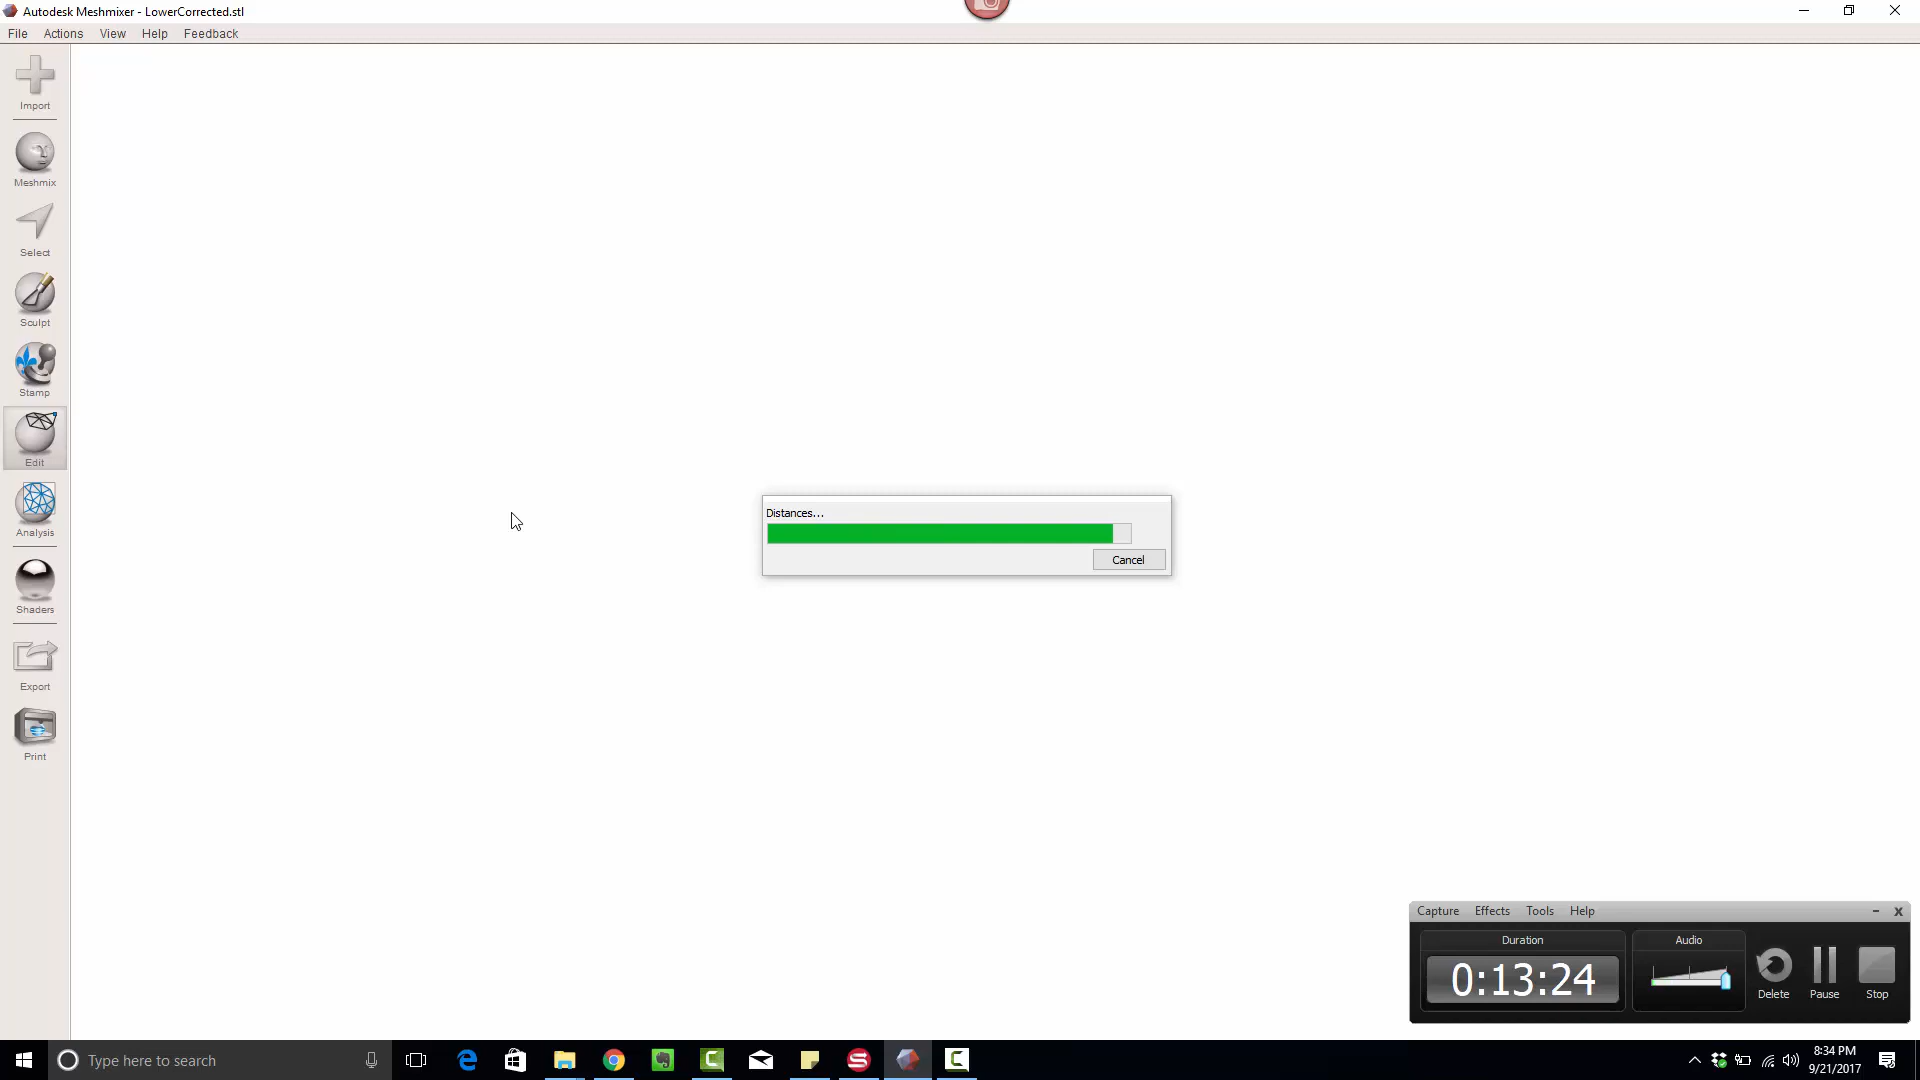 Autodesk Meshmixer - LowerCorrected.stl
File Actions View Help Feedback
Import
Meshmix
Select
Sculpt
Stamp
Edit
Analysis
Shaders
Export
Print
Distances...
Cancel
Capture Effects Tools Help
Duration
Audio
0:13:24
Delete Pause Stop
Type here to search
8:34 PM
9/21/2017